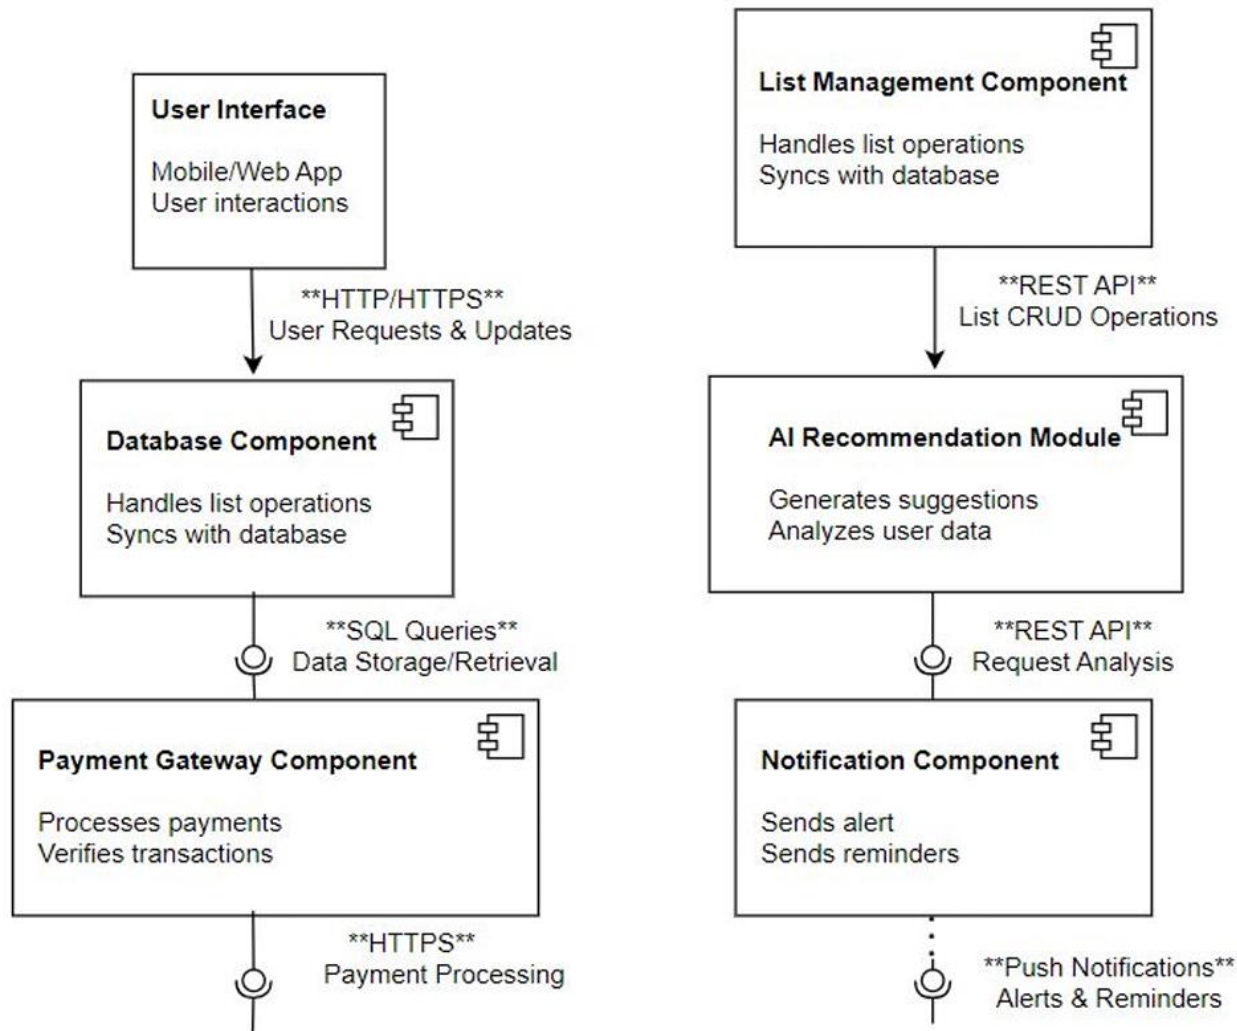 User Interface
Mobile/Web App
User interactions
**HTTP/HTTPS**
User Requests & Updates
Database Component
Handles list operations
Syncs with database
**SQL Queries**
Data Storage/Retrieval
Payment Gateway Component
Processes payments
Verifies transactions
**HTTPS**
Payment Processing
List Management Component
Handles list operations
Syncs with database
**REST API**
List CRUD Operations
AI Recommendation Module
Generates suggestions
Analyzes user data
**REST API**
Request Analysis
Notification Component
Sends alert
Sends reminders
**Push Notifications**
Alerts & Reminders